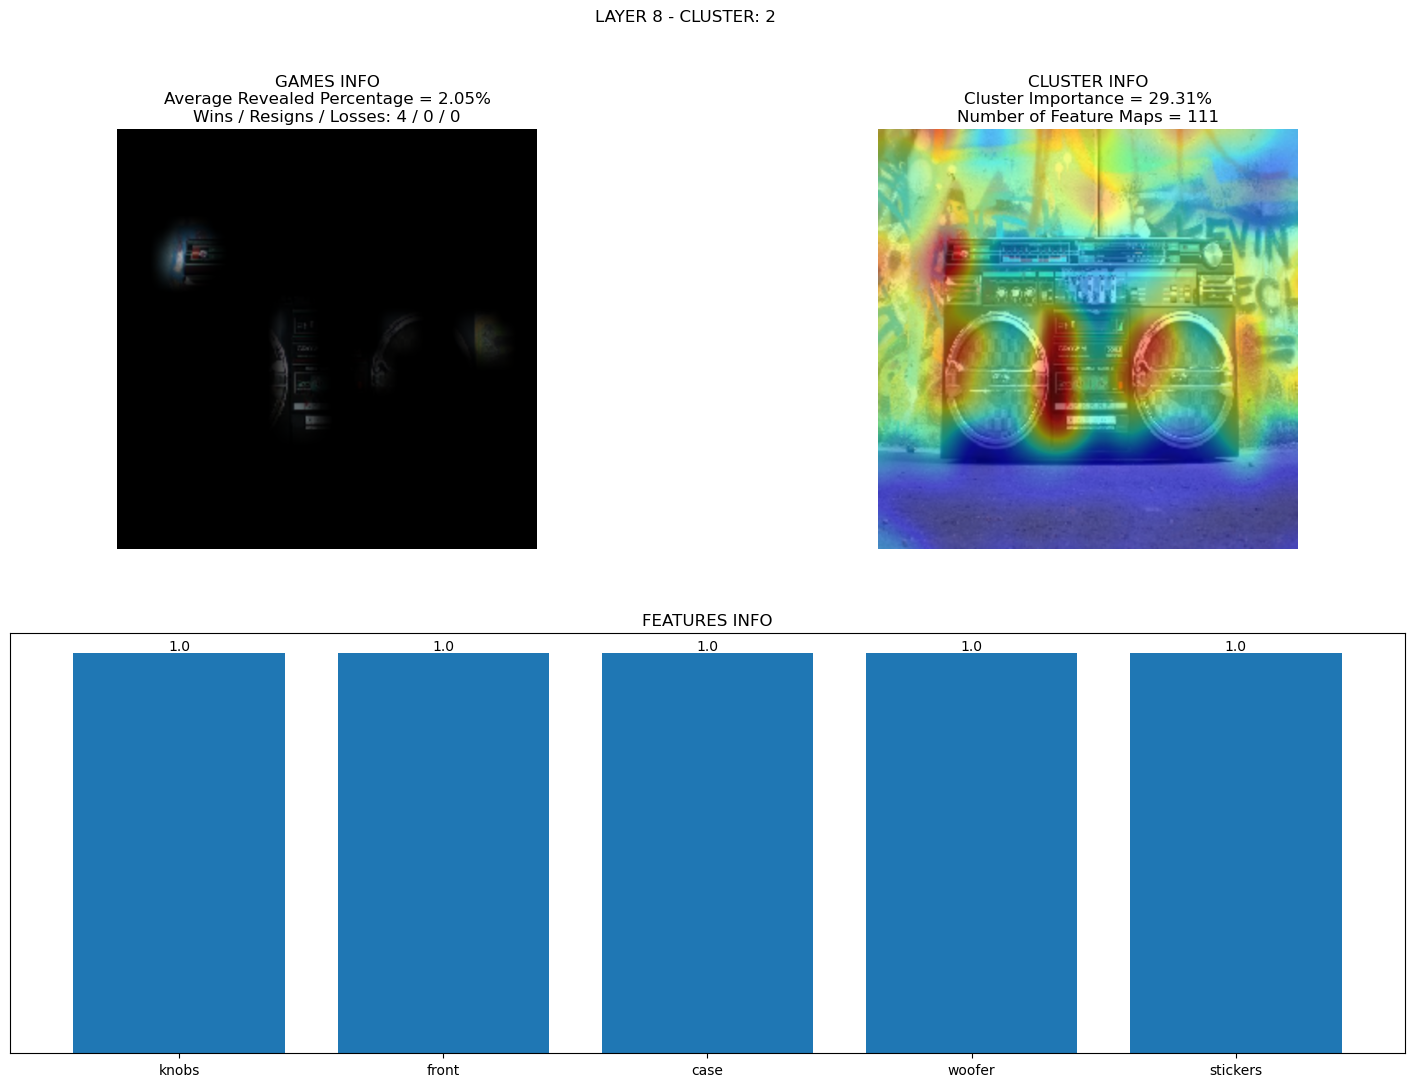 LAYER 8 - CLUSTER: 2
GAMES INFO
Average Revealed Percentage = 2.05%
Wins / Resigns / Losses: 4 / 0 / 0
CLUSTER INFO
Cluster Importance = 29.31%
Number of Feature Maps = 111
EVIN
ECL
FEATURES INFO
1.0 1.0 1.0 1.0 1.0
knobs front case woofer stickers